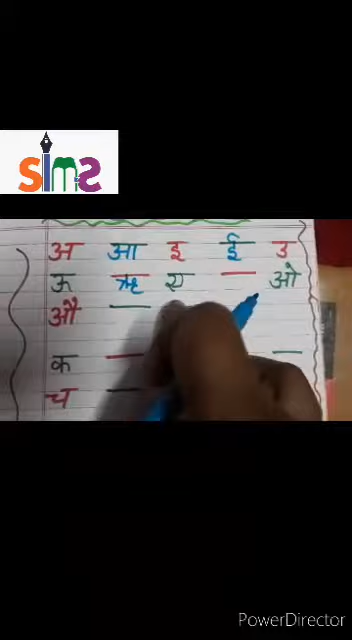 sims
अ आ इ ई उ
ऊ ऋ ए ओ
औ
क
च
PowerDirector